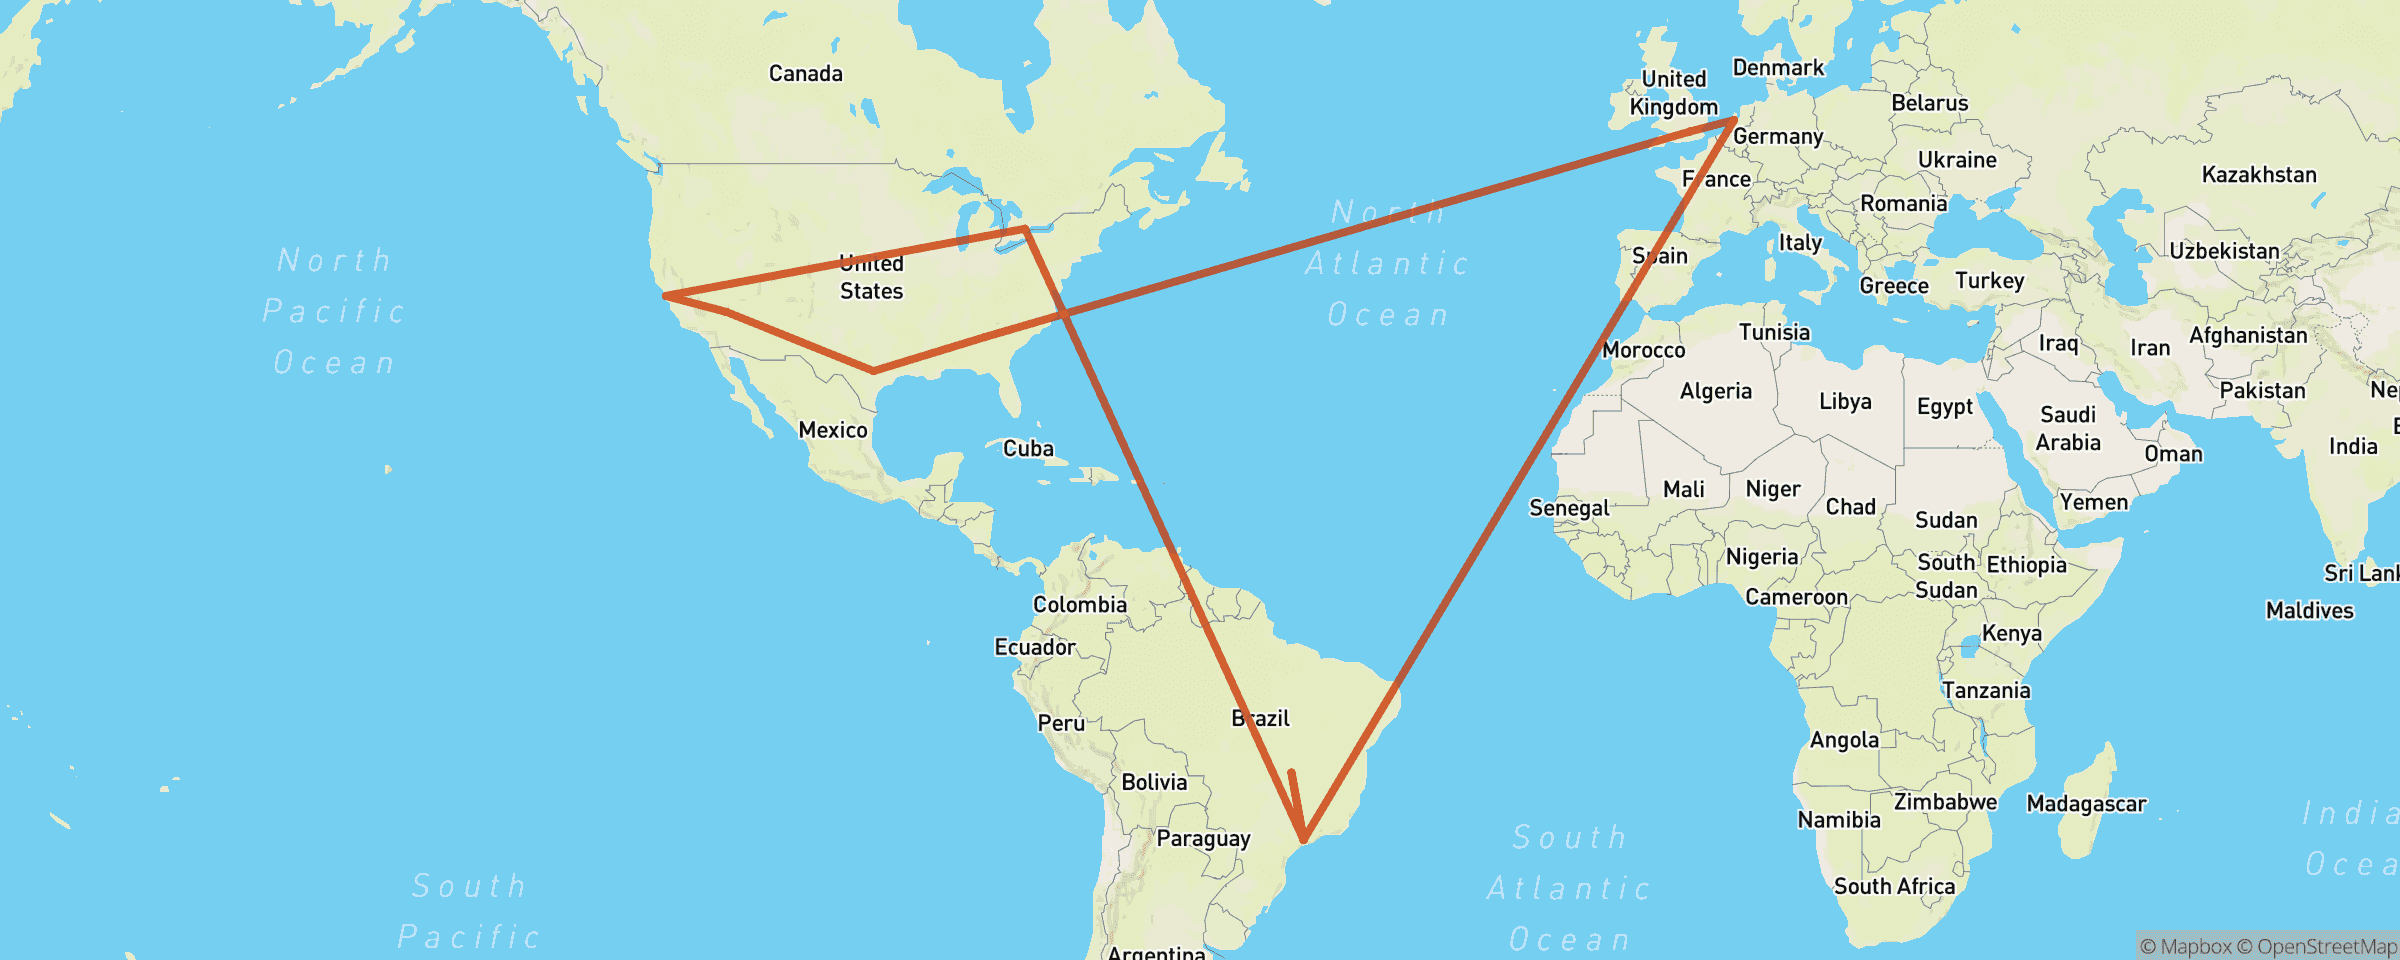 Canada
United
Kingdom
Denmark
Belarus
Germany
Ukraine
Kazakhstan
France
Romania
North
Atlantic
Ocean
Italy
Spain
Uzbekistan
Greece
Turkey
North
Pacific
Ocean
United
States
Tunisia
Afghanistan
Iraq
Iran
Morocco
Algeria
Libya
Egypt
Saudi
Arabia
Pakistan
Ne
India
Oman
Mexico
Cuba
Senegal
Mali
Niger
Chad
Yemen
Sudan
Nigeria
South
Sudan
Ethiopia
Sri Lank
Cameroon
Maldives
Colombia
Ecuador
Kenya
Tanzania
Peru
Brazil
Angola
Bolivia
Zimbabwe
Madagascar
Namibia
Paraguay
South
Atlantic
Ocean
India
Ocea
South Africa
South
Pacific
Argentina
© Mapbox © OpenStreetMap